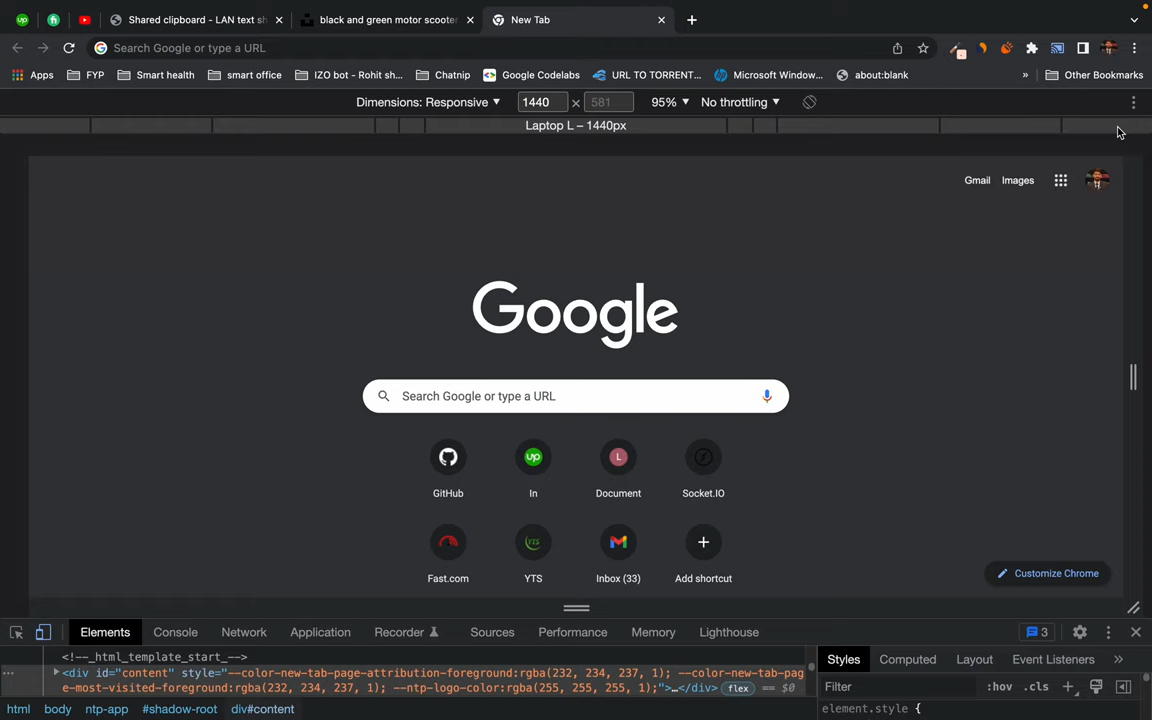 Shared clipboard - LAN text sh
black and green motor scooter
New Tab
Search Google or type a URL
Apps
FYP
Smart health
smart office
IZO bot - Rohit sh...
Chatnip
Google Codelabs
URL TO TORRENT...
Microsoft Window...
about:blank
»
Other Bookmarks
Dimensions: Responsive
1440
×
581
95%
No throttling
Laptop L – 1440px
Gmail
Images
Google
Search Google or type a URL
up
L
GitHub
In
Document
Socket.IO
YTS
Fast.com
YTS
Inbox (33)
Add shortcut
Customize Chrome
Elements
Console
Network
Application
Recorder
Sources
Performance
Memory
Lighthouse
3
<!--_html_template_start_-->
<div id="content" style="--color-new-tab-page-attribution-foreground:rgba(232, 234, 237, 1); --color-new-tab-pag
e-most-visited-foreground:rgba(232, 234, 237, 1); --ntp-logo-color:rgba(255, 255, 255, 1);">…</div> flex == $0
html
body
ntp-app
#shadow-root
div#content
Styles
Computed
Layout
Event Listeners
»
Filter
:hov
.cls
element.style {